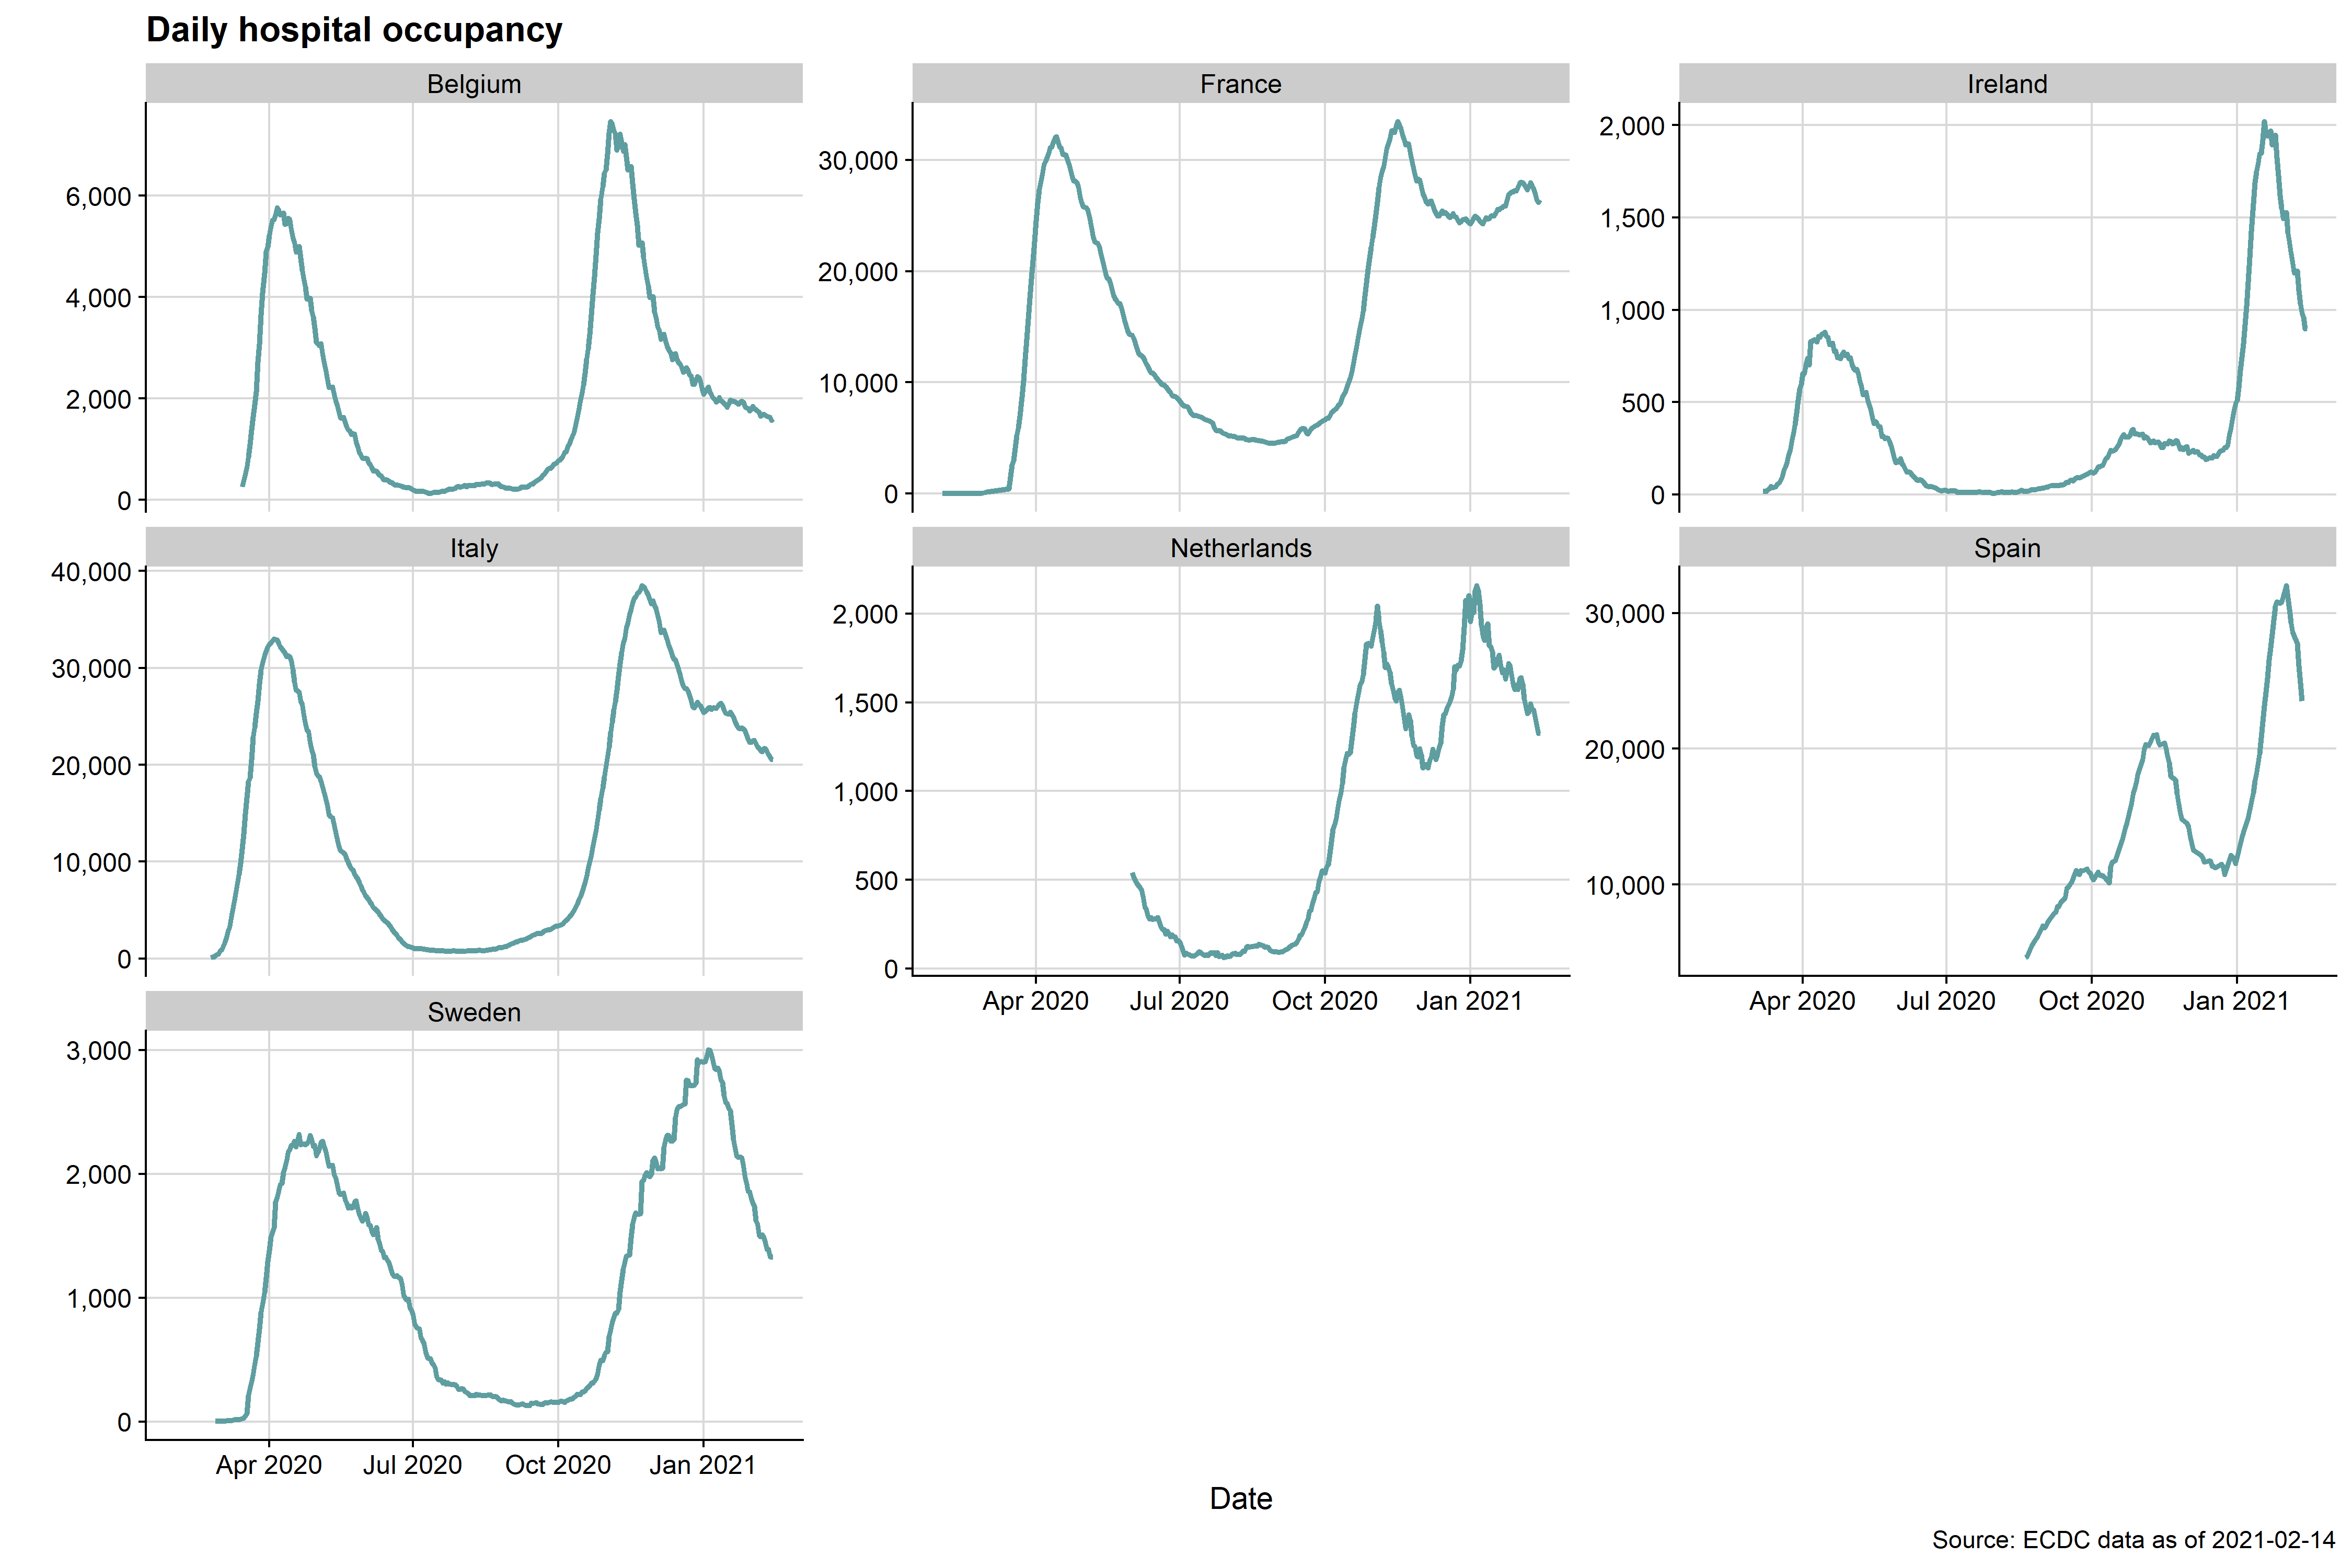 Daily hospital occupancy
Belgium
France
Ireland
6,000
4,000
2,000
0
30,000
20,000
10,000
0
2,000
1,500
1,000
500
0
Italy
Netherlands
Spain
40,000
30,000
20,000
10,000
0
2,000
1,500
1,000
500
0
30,000
20,000
10,000
Apr 2020 Jul 2020 Oct 2020 Jan 2021
Apr 2020 Jul 2020 Oct 2020 Jan 2021
Sweden
3,000
2,000
1,000
0
Apr 2020 Jul 2020 Oct 2020 Jan 2021
Date
Source: ECDC data as of 2021-02-14